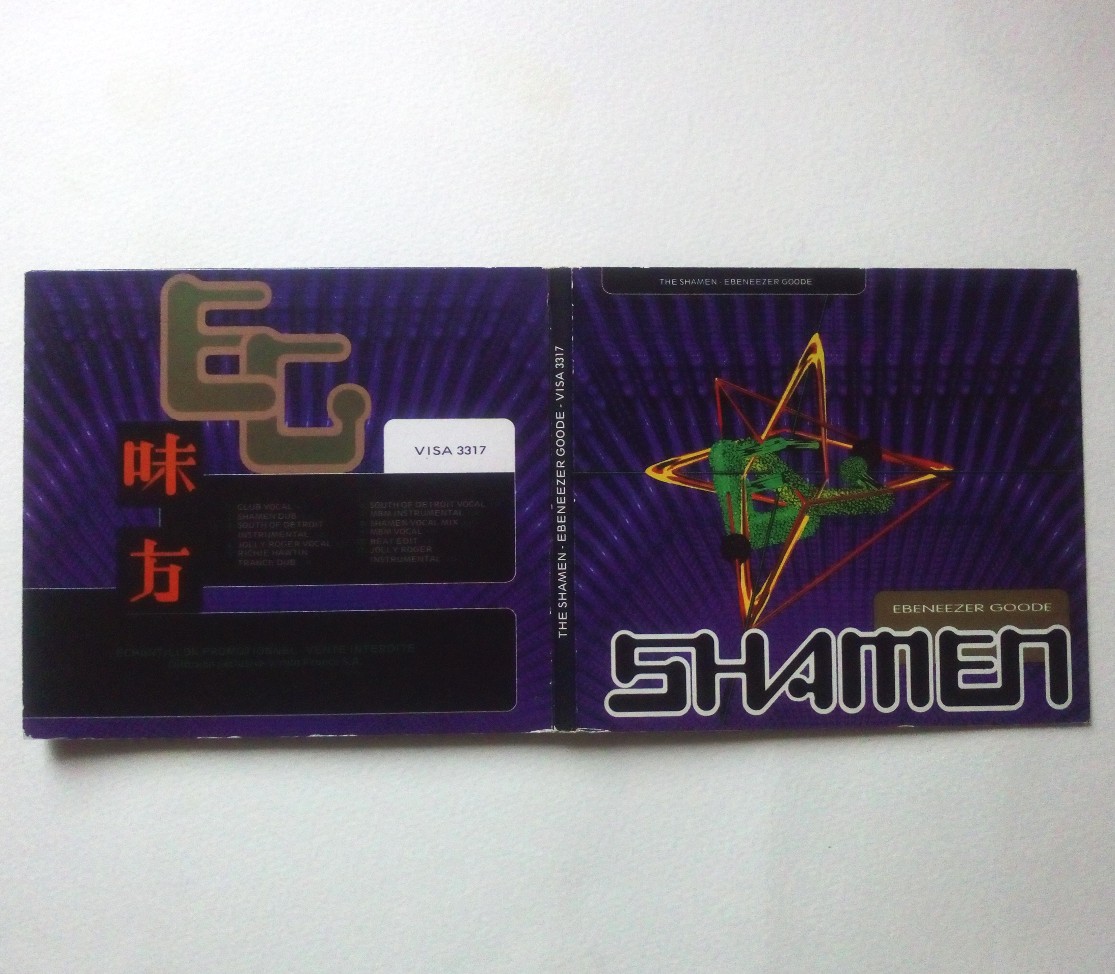 EG
味
方
VISA 3317
CLUB VOCAL
SHAMEN DUB
SOUTH OF DETROIT
INSTRUMENTAL
JOLLY ROGER VOCAL
RICHIE HAWTIN
TRANCE DUB
SOUTH OF DETROIT VOCAL
INSTRUMENTAL
SHAMEN VOCAL MIX
VOCAL
BEAT EDIT
JOLLY ROGER
INSTRUMENTAL
THE SHAMEN - EBENEEZER GOODE - VISA 3317
THE SHAMEN - EBENEEZER GOODE
EBENEEZER GOODE
SHAMEN